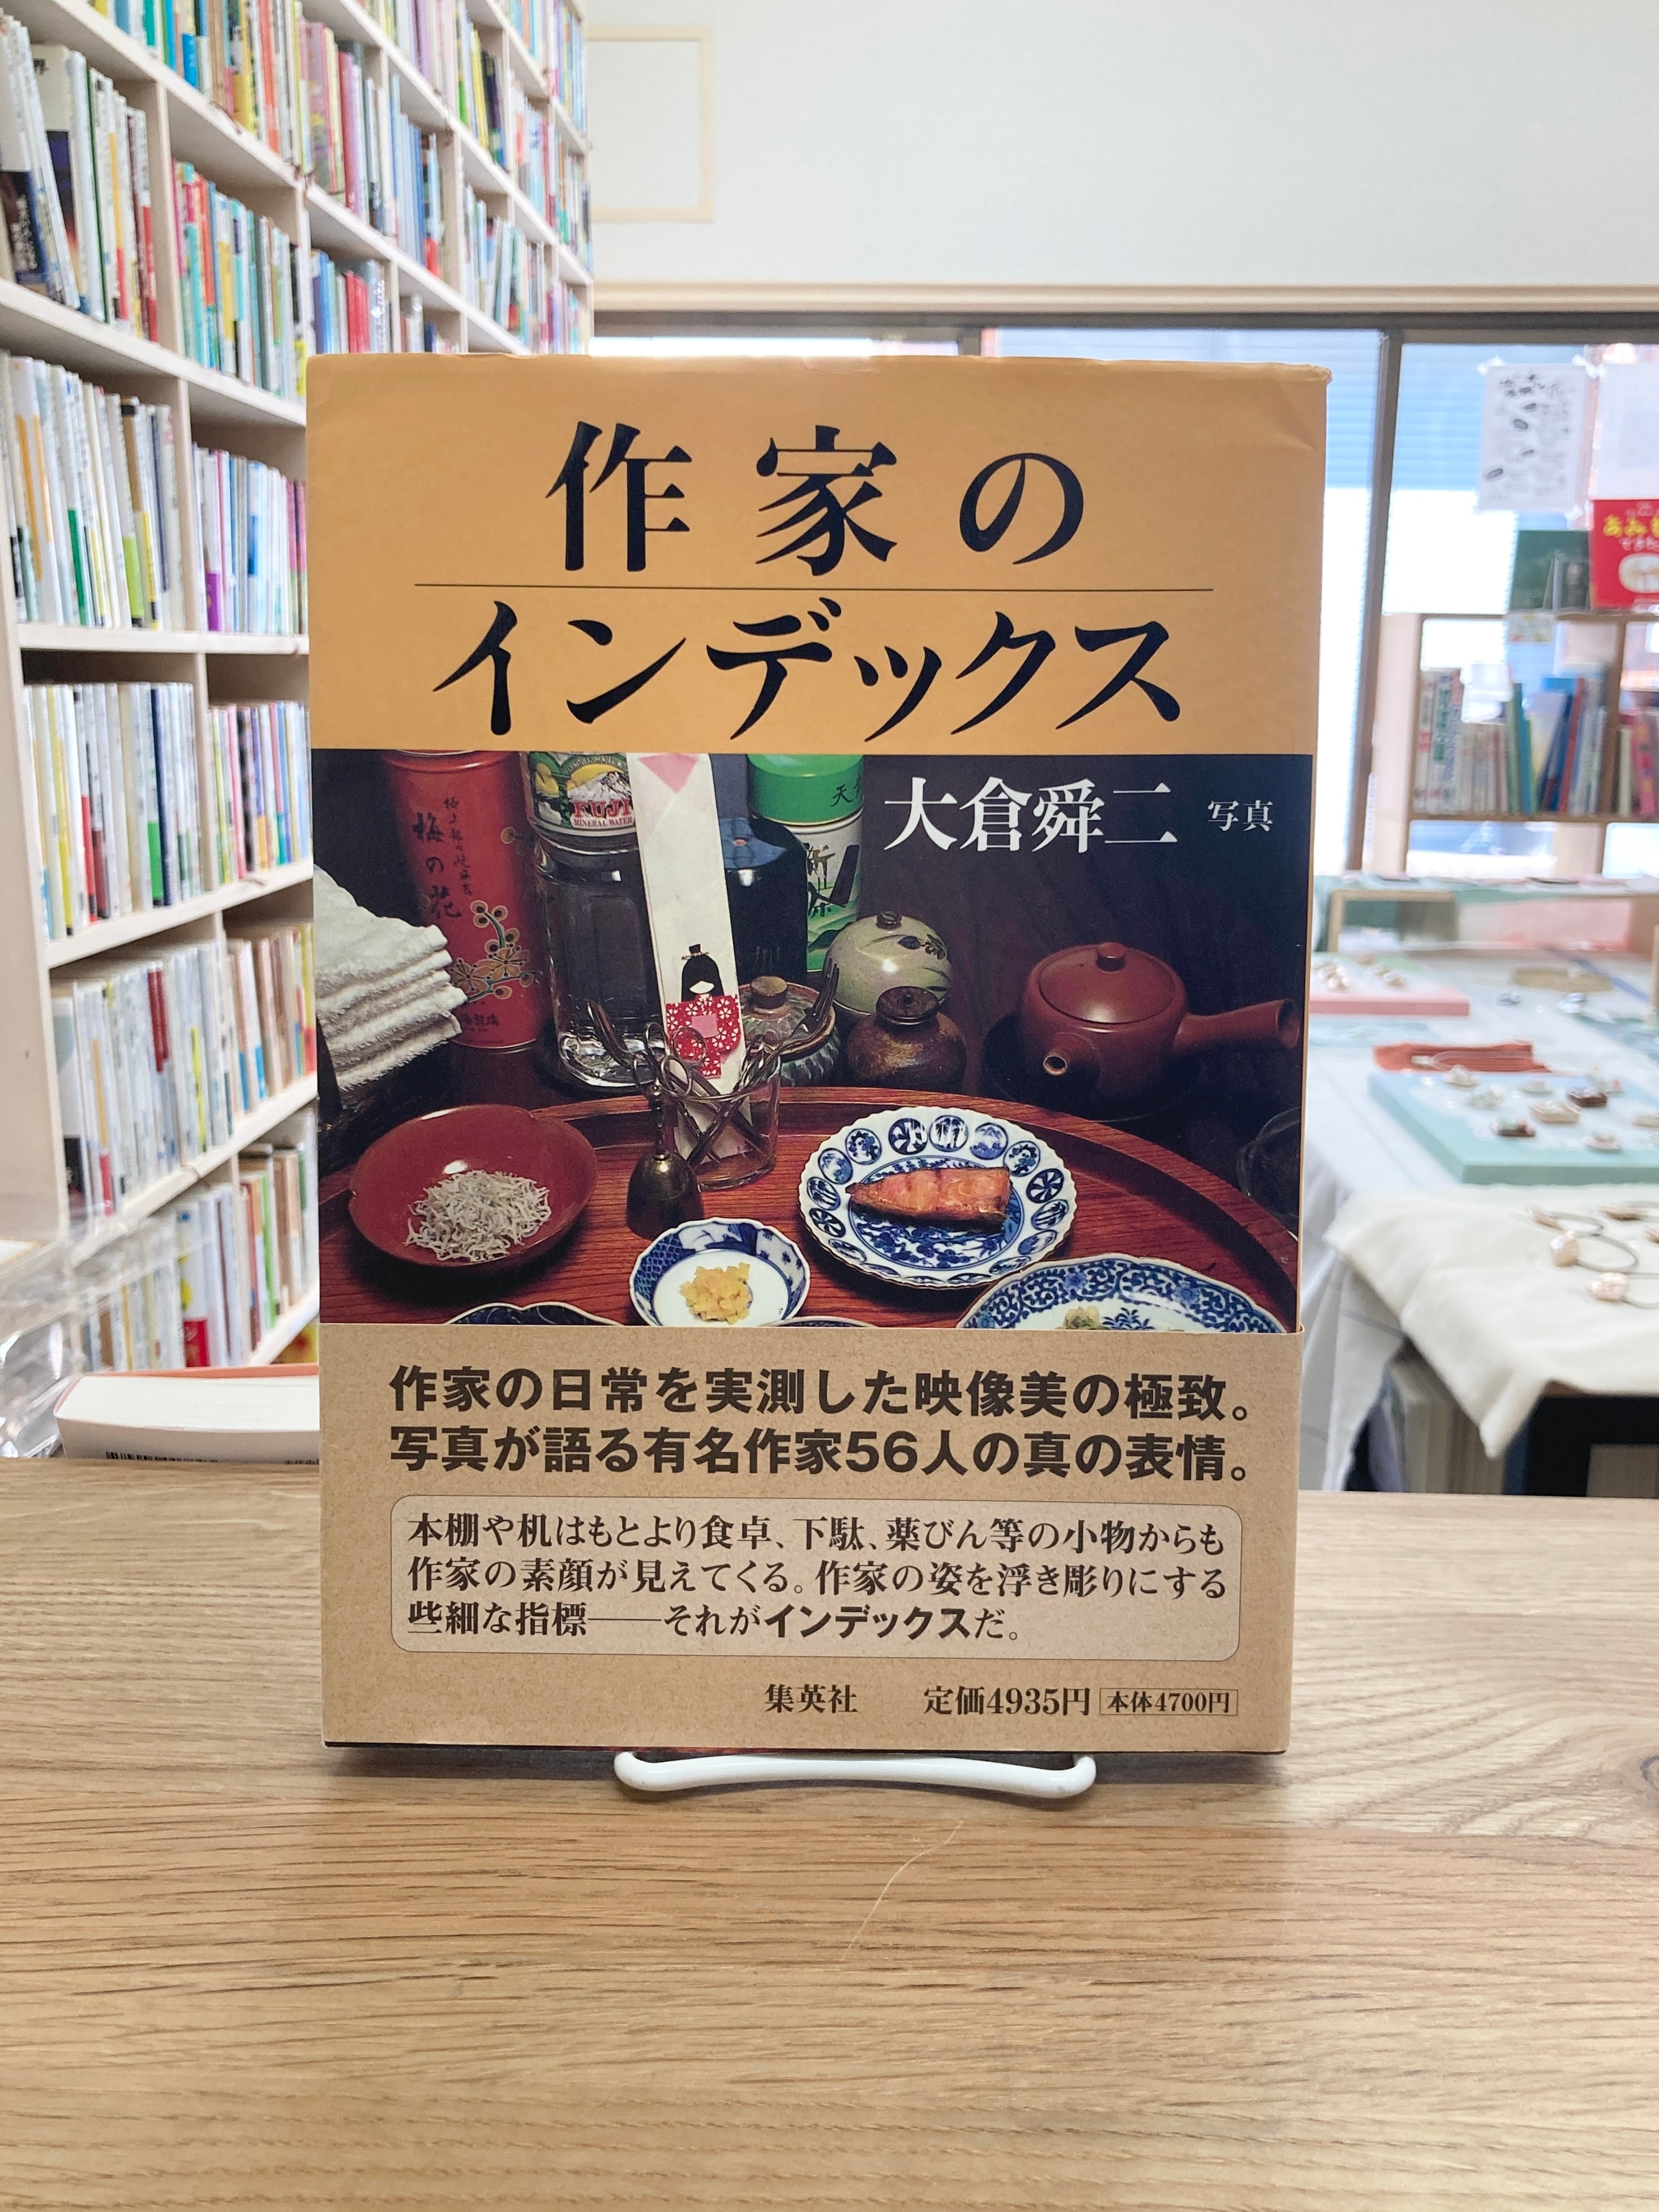 作家の
インデックス
大倉舜二 写真
梅の花
FUJI
MINERAL WATER
作家の日常を実測した映像美の極致。
写真が語る有名作家56人の真の表情。
本棚や机はもとより食卓、下駄、薬びん等の小物からも
作家の素顔が見えてくる。作家の姿を浮き彫りにする
些細な指標――それがインデックスだ。
集英社 定価4935円 本体4700円